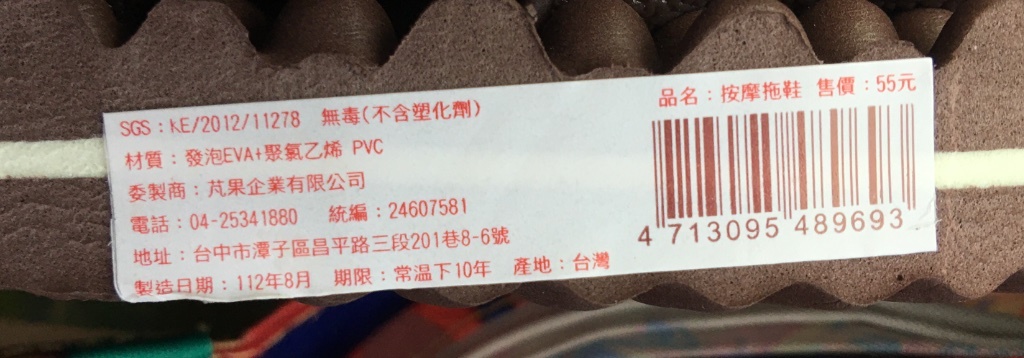 SGS：KE/2012/11278 無毒(不含塑化劑)
材質：發泡EVA+聚氯乙烯 PVC
委製商：芃果企業有限公司
電話：04-25341880 統編：24607581
地址：台中市潭子區昌平路三段201巷8-6號
製造日期：112年8月 期限：常溫下10年 產地：台灣
品名：按摩拖鞋 售價：55元
4 713095 489693